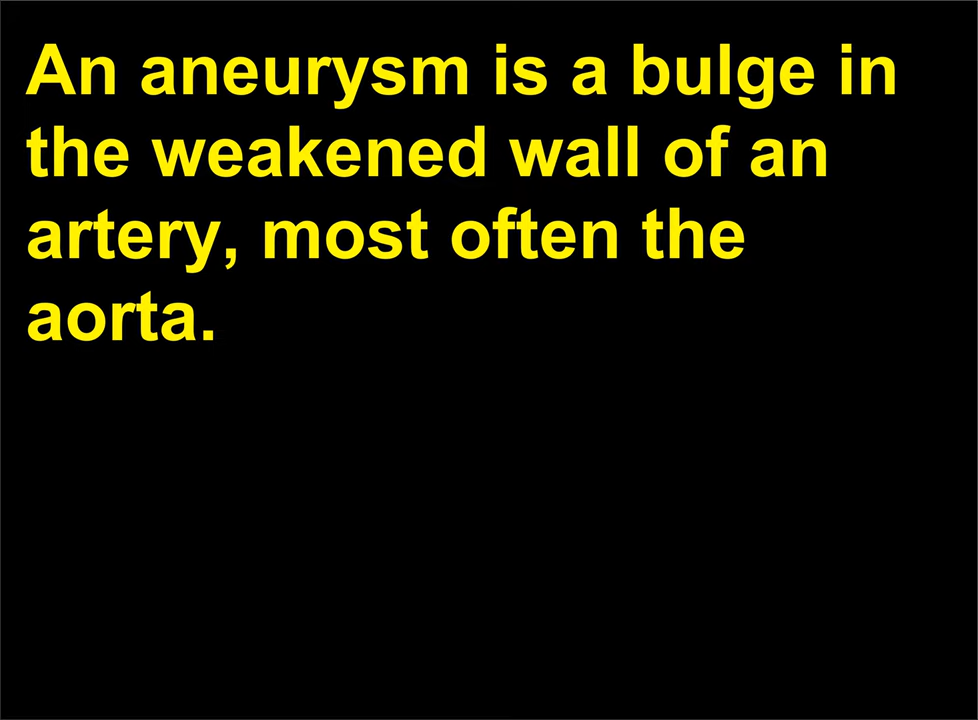 An aneurysm is a bulge in
the weakened wall of an
artery, most often the
aorta.